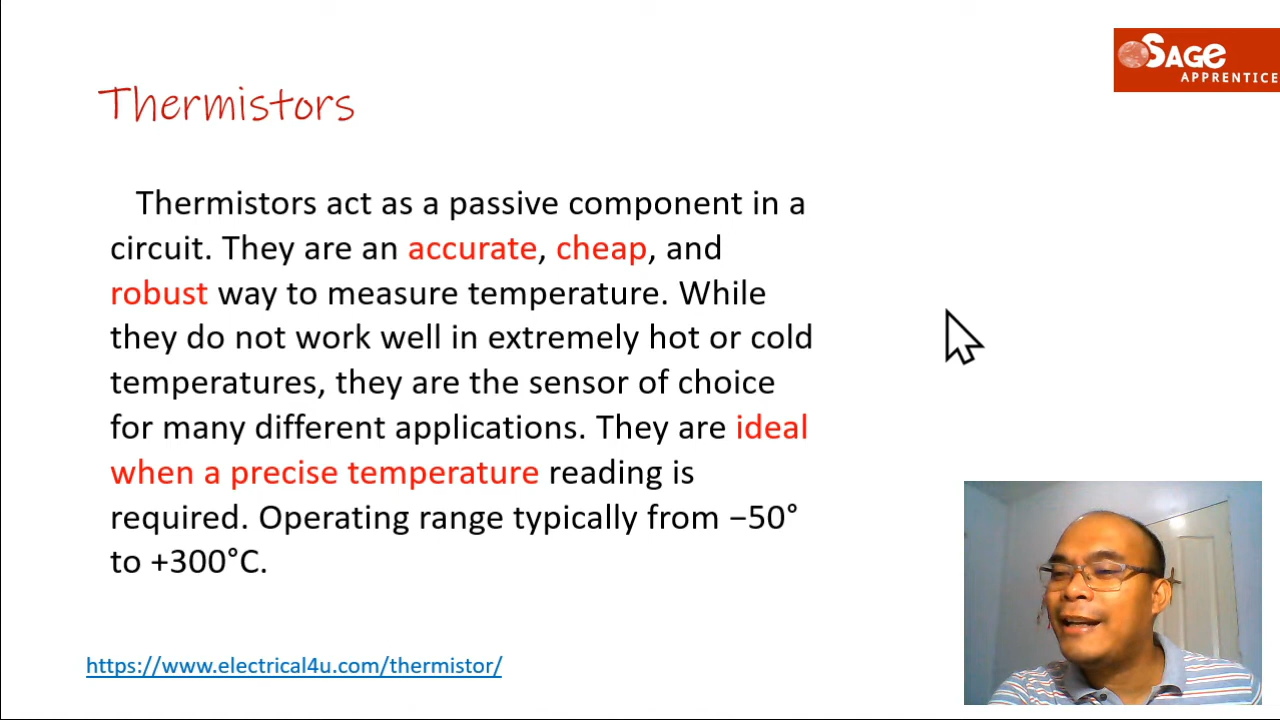 SAGE
APPRENTICE
Thermistors
Thermistors act as a passive component in a
circuit. They are an accurate, cheap, and
robust way to measure temperature. While
they do not work well in extremely hot or cold
temperatures, they are the sensor of choice
for many different applications. They are ideal
when a precise temperature reading is
required. Operating range typically from −50°
to +300°C.
https://www.electrical4u.com/thermistor/